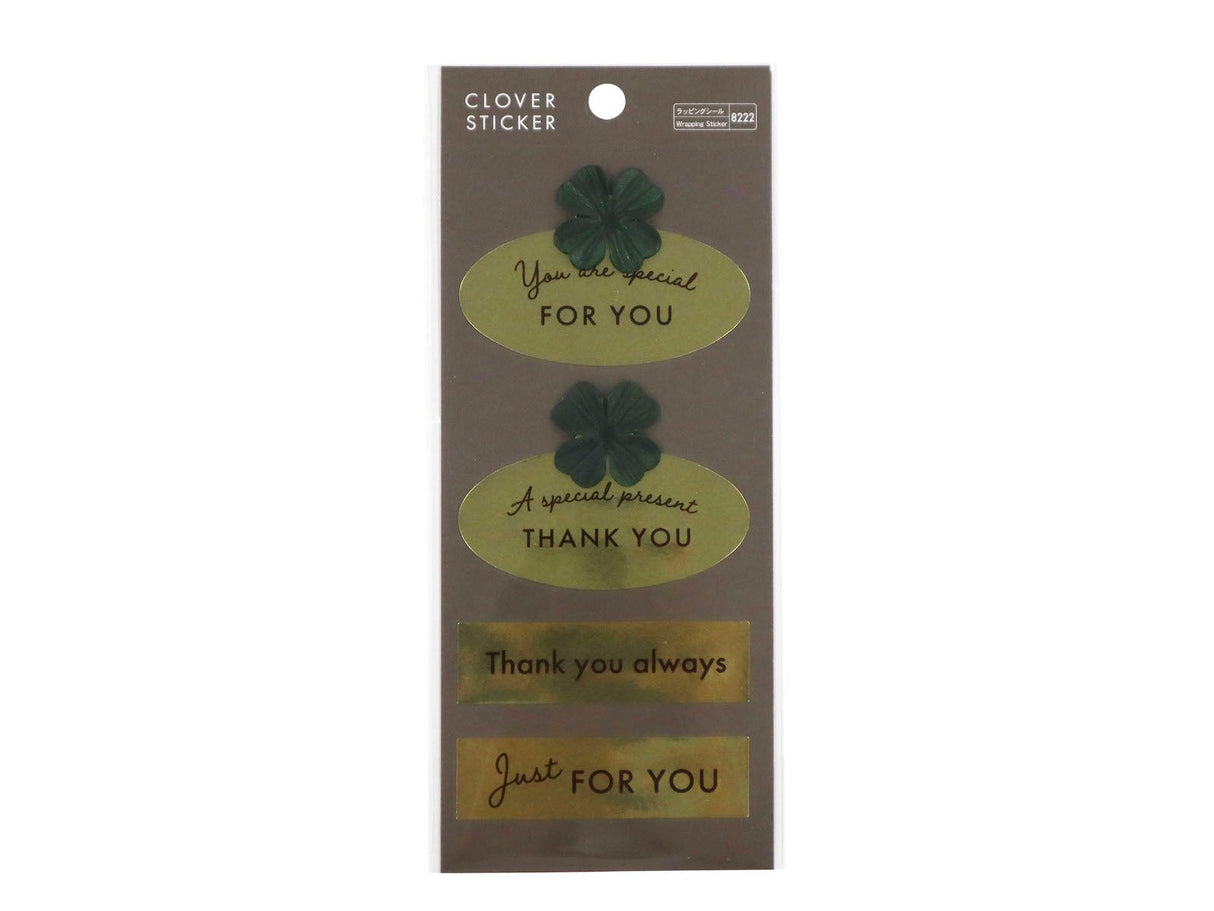 CLOVER
STICKER
ラッピングシール
Wrapping Sticker
8222
You are special
FOR YOU
A special present
THANK YOU
Thank you always
Just FOR YOU